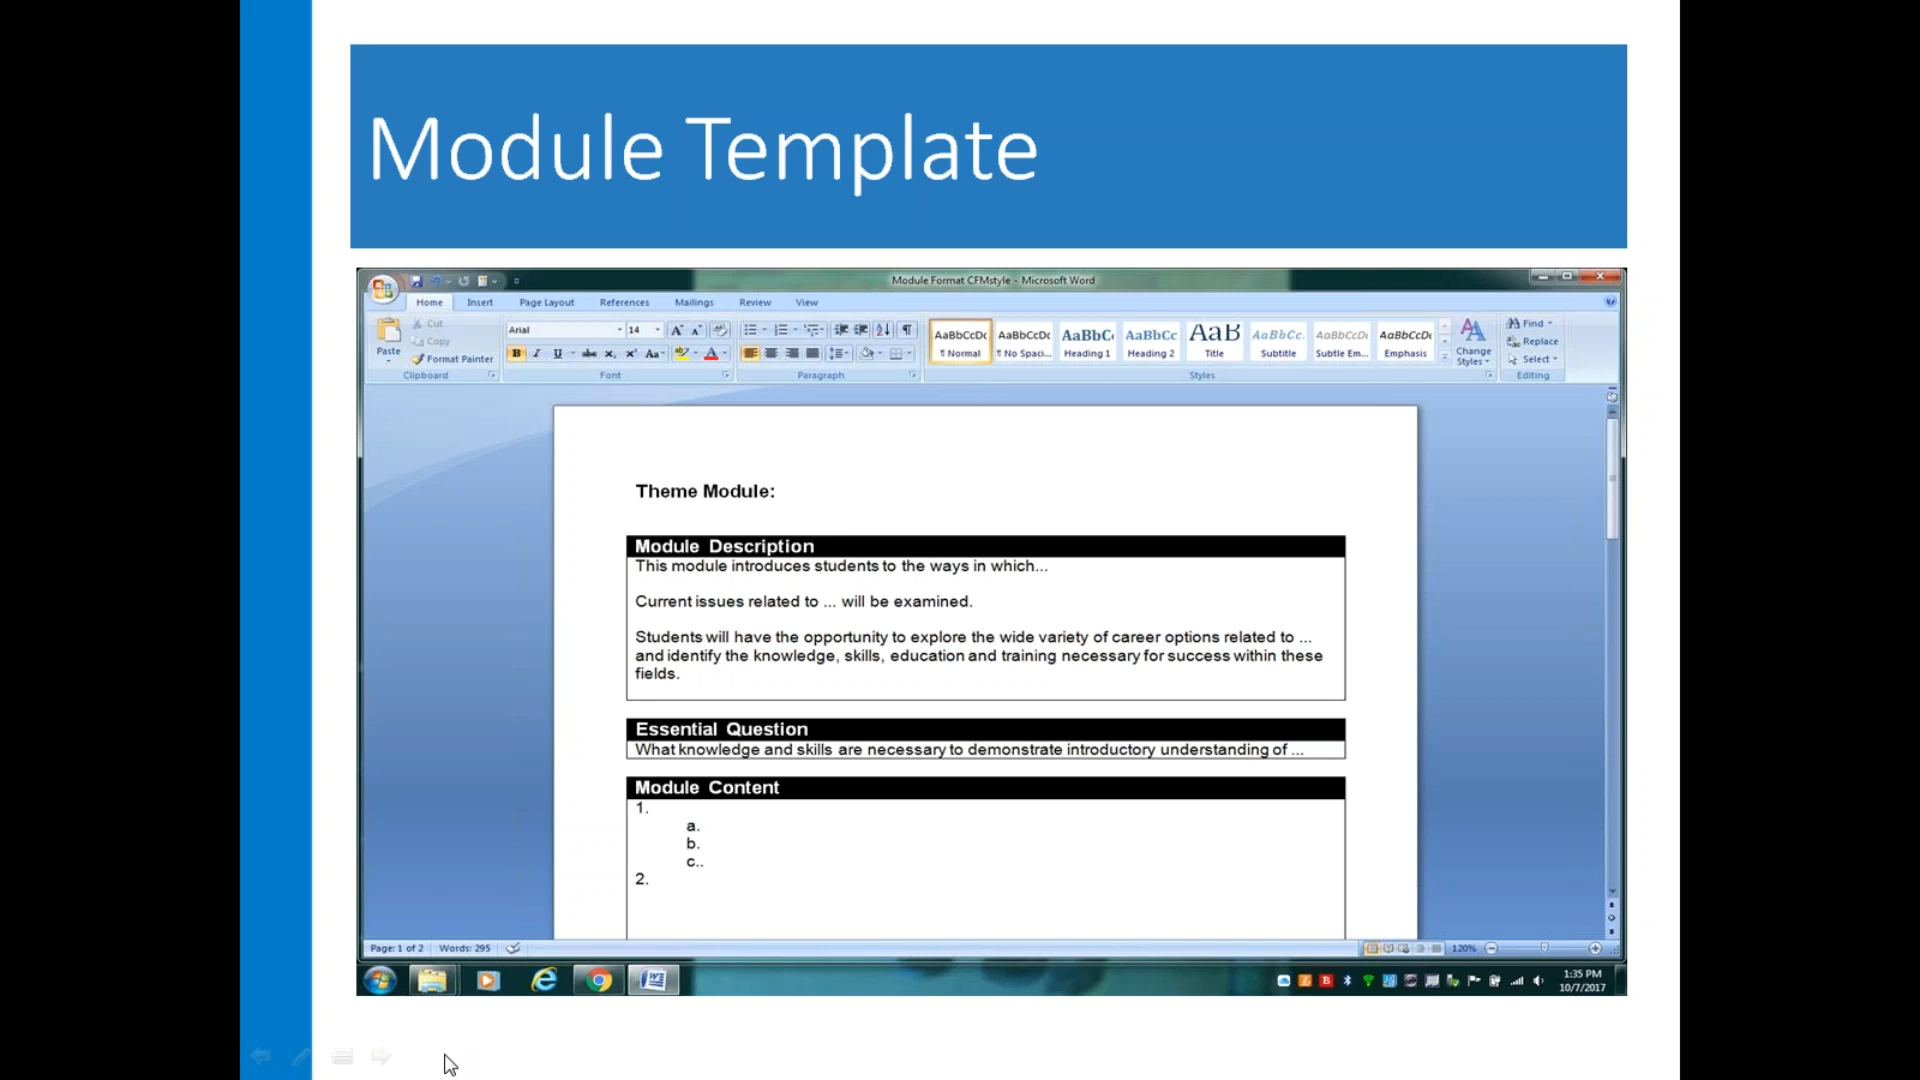 Module Template
Module Format CFMstyle - Microsoft Word
Home Insert Page Layout References Mailings Review View
Paste
Cut
Copy
Format Painter
Clipboard
Arial 14
B I U abc x₂ x² Aa
Font
Paragraph
AaBbCcDc AaBbCcDc AaBbC AaBbCc AaB AaBbCc. AaBbCcDc AaBbCcDc
¶ Normal ¶ No Spaci... Heading 1 Heading 2 Title Subtitle Subtle Em... Emphasis
Change Styles
Styles
Find
Replace
Select
Editing
Theme Module:
Module Description
This module introduces students to the ways in which...
Current issues related to ... will be examined.
Students will have the opportunity to explore the wide variety of career options related to ...
and identify the knowledge, skills, education and training necessary for success within these
fields.
Essential Question
What knowledge and skills are necessary to demonstrate introductory understanding of ...
Module Content
1.
a.
b.
c..
2.
Page: 1 of 2 Words: 295
120%
1:35 PM
10/7/2017